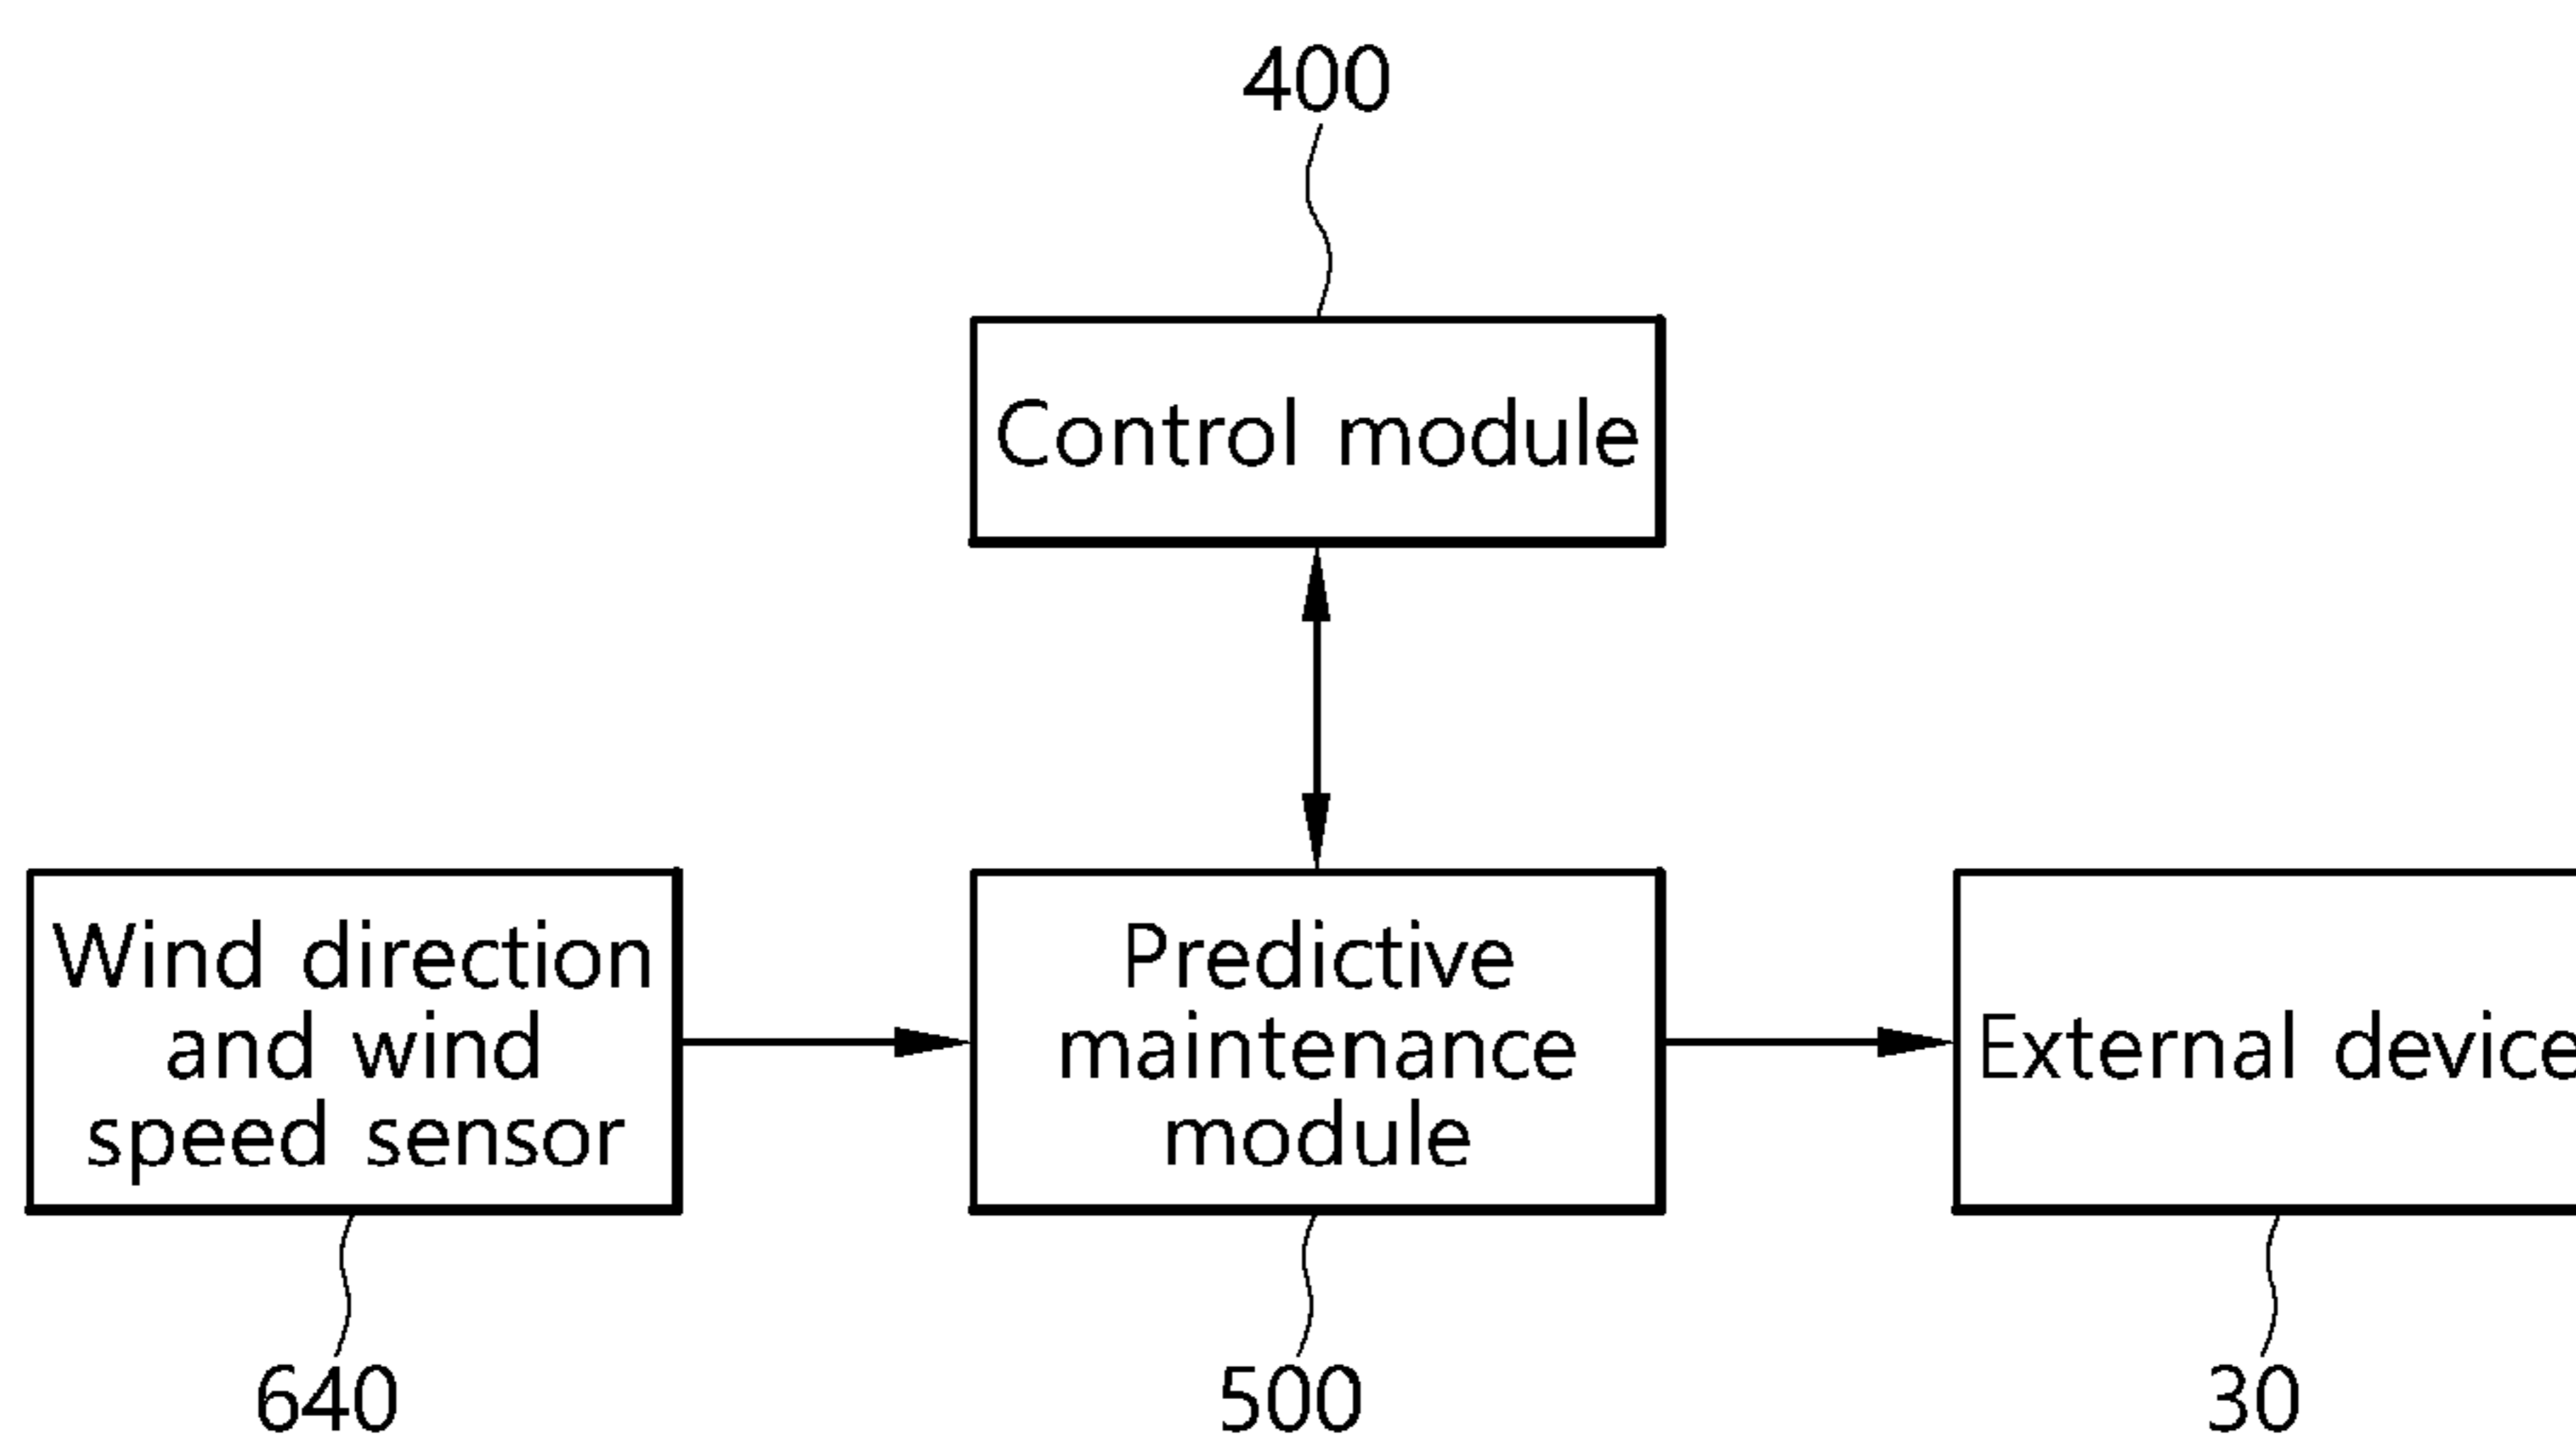 400
Control module
Wind direction
and wind
speed sensor
Predictive
maintenance
module
External device
640
500
30